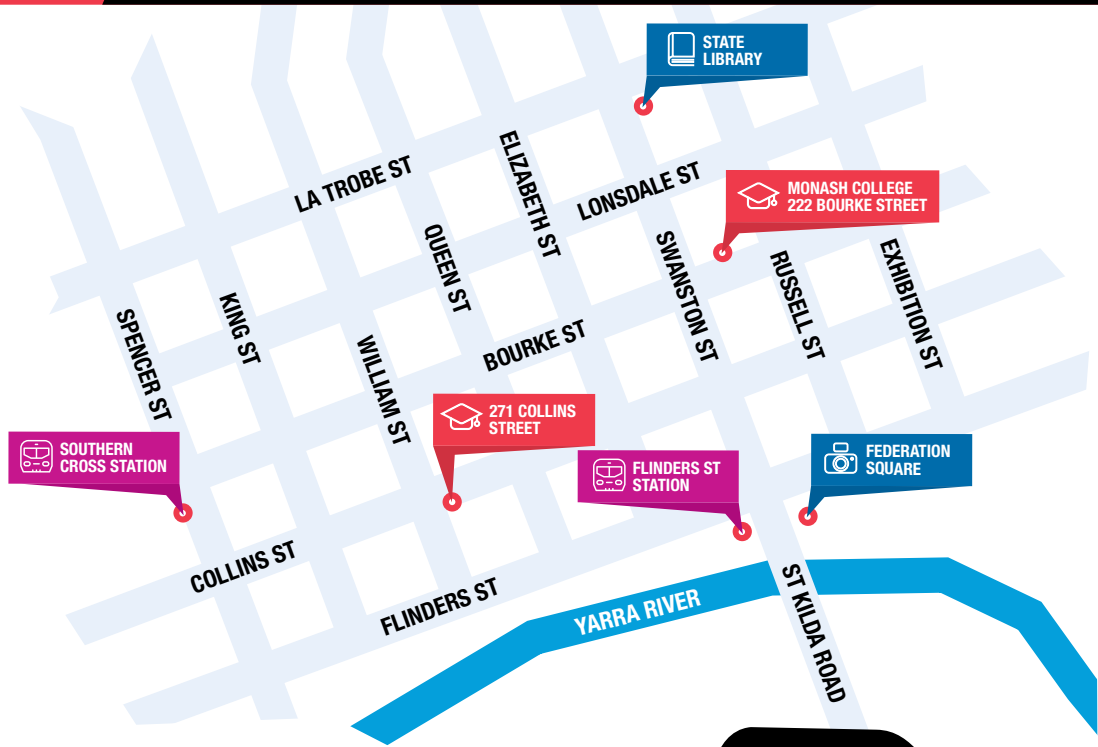 STATE
LIBRARY
ELIZABETH ST
LA TROBE ST
LONSDALE ST
MONASH COLLEGE
222 BOURKE STREET
QUEEN ST
SWANSTON ST
RUSSELL ST
EXHIBITION ST
SPENCER ST
KING ST
WILLIAM ST
BOURKE ST
271 COLLINS
STREET
SOUTHERN
CROSS STATION
FLINDERS ST
STATION
FEDERATION
SQUARE
COLLINS ST
FLINDERS ST
YARRA RIVER
ST KILDA ROAD